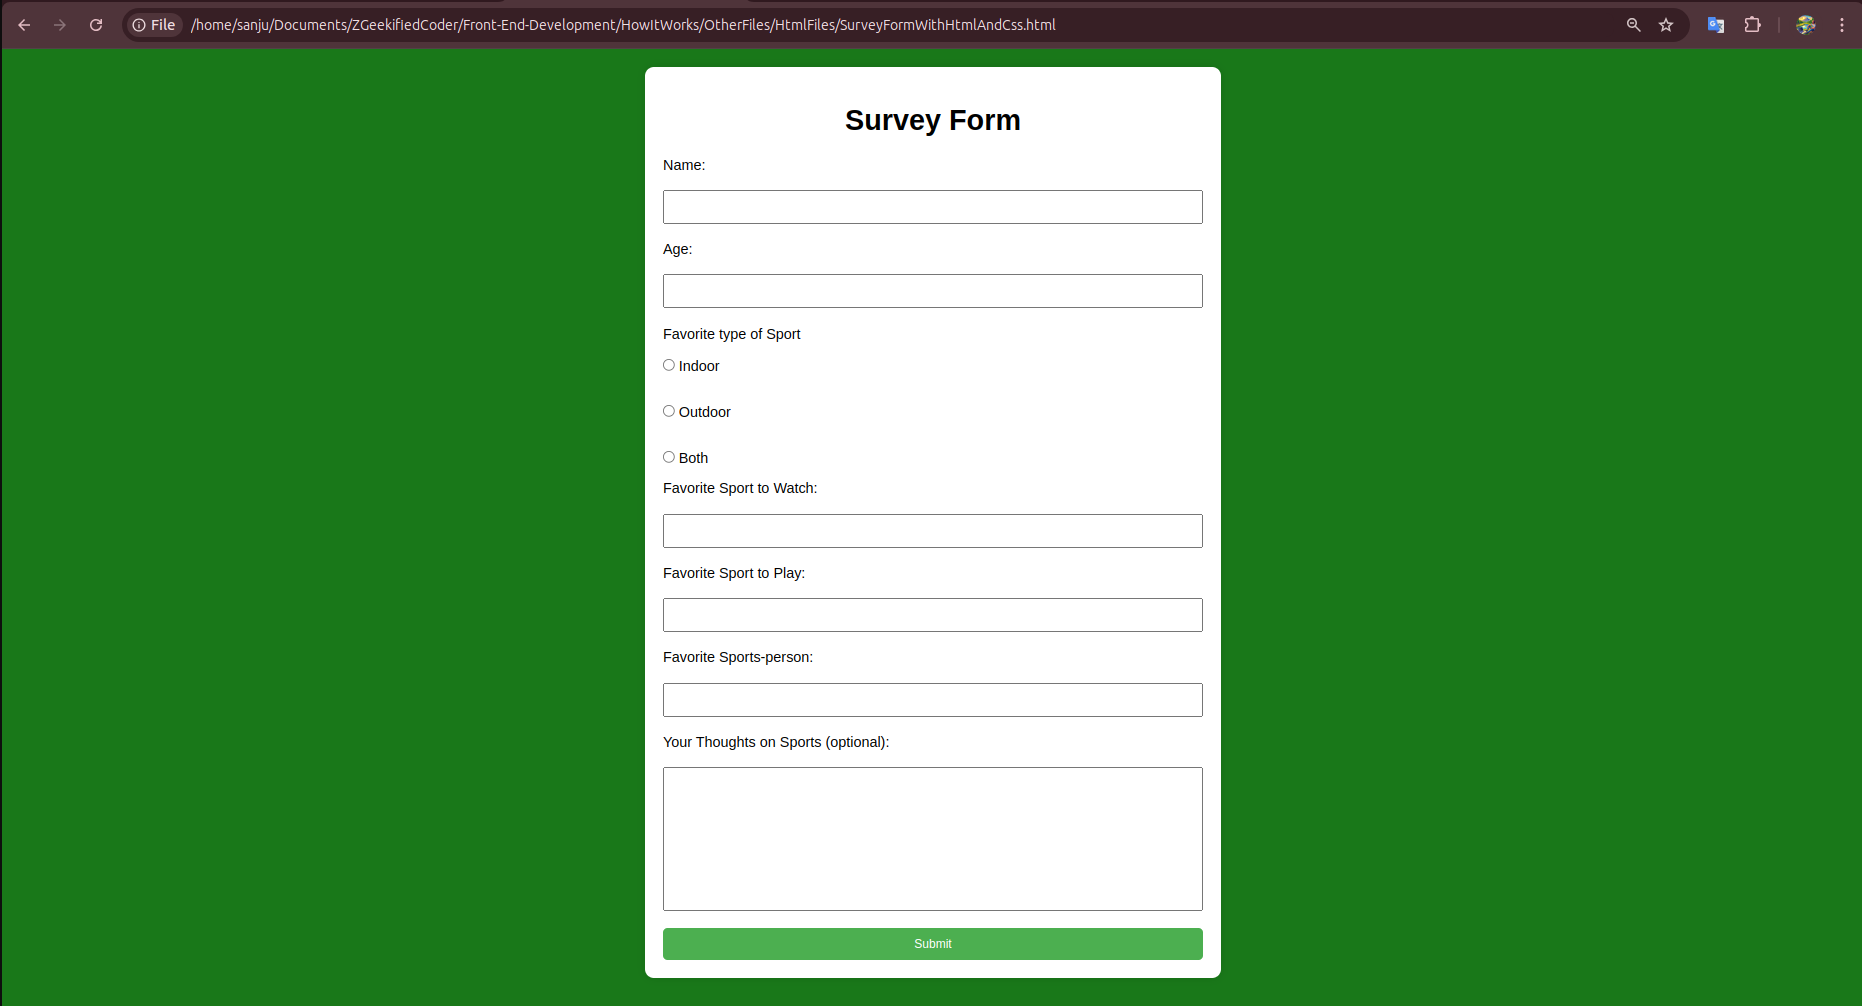 File /home/sanju/Documents/ZGeekifiedCoder/Front-End-Development/HowItWorks/OtherFiles/HtmlFiles/SurveyFormWithHtmlAndCss.html
Survey Form
Name:
Age:
Favorite type of Sport
Indoor
Outdoor
Both
Favorite Sport to Watch:
Favorite Sport to Play:
Favorite Sports-person:
Your Thoughts on Sports (optional):
Submit